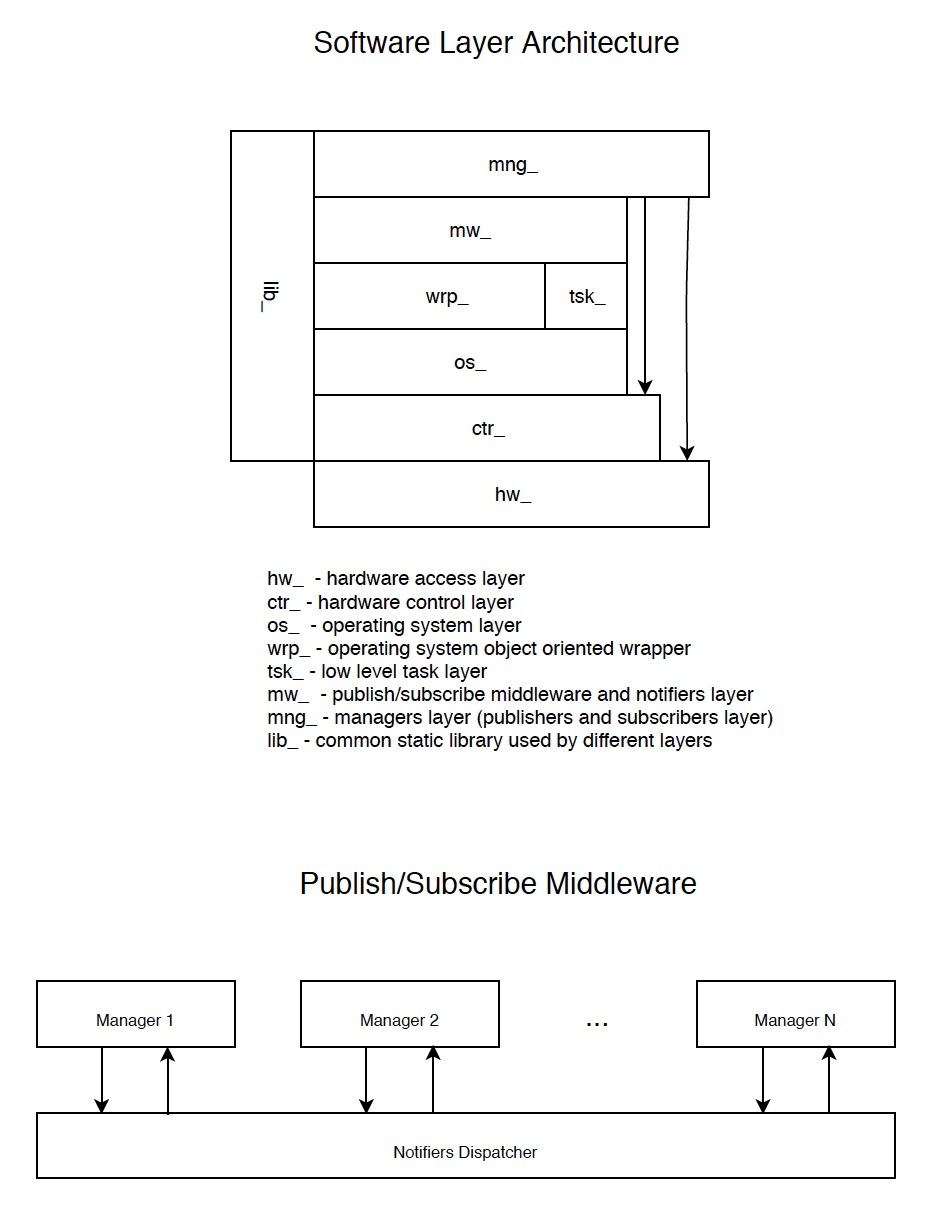 Software Layer Architecture
mng_
mw_
lib_
wrp_ tsk_
os_
ctr_
hw_
hw_  - hardware access layer
ctr_ - hardware control layer
os_  - operating system layer
wrp_ - operating system object oriented wrapper
tsk_ - low level task layer
mw_  - publish/subscribe middleware and notifiers layer
mng_ - managers layer (publishers and subscribers layer)
lib_ - common static library used by different layers
Publish/Subscribe Middleware
Manager 1 Manager 2 ... Manager N
Notifiers Dispatcher